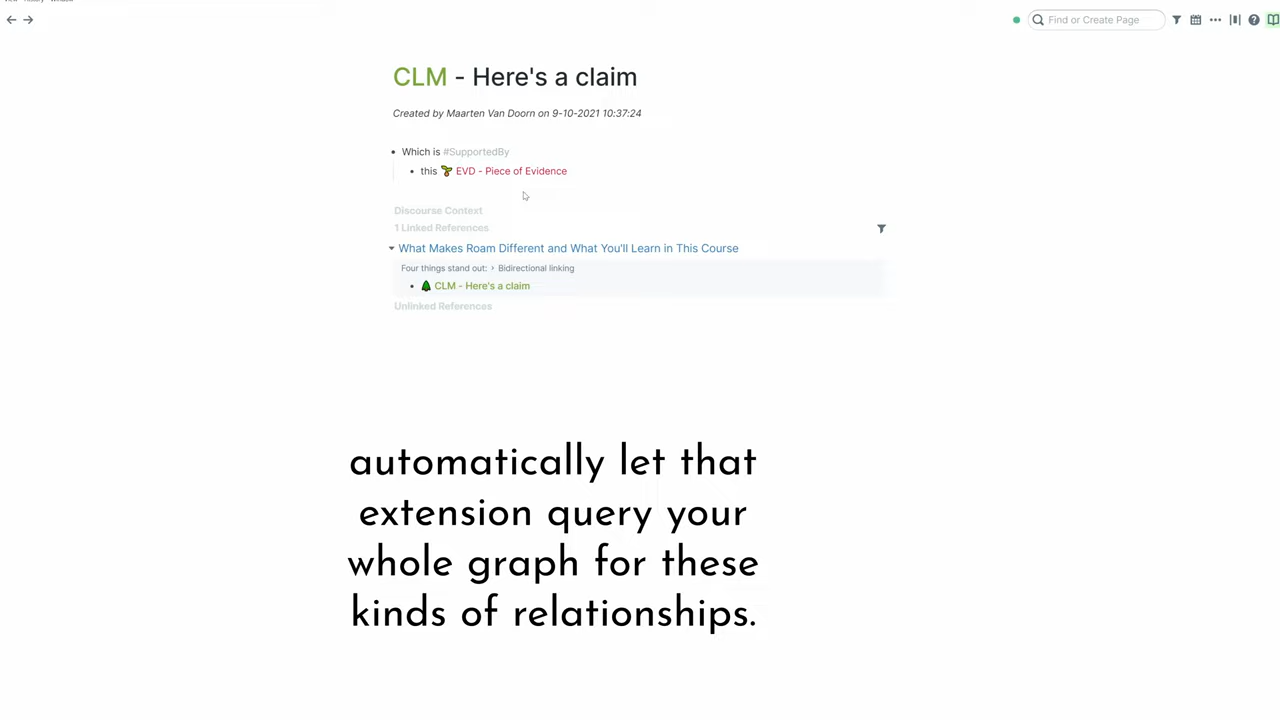 Find or Create Page
CLM - Here's a claim
Created by Maarten Van Doorn on 9-10-2021 10:37:24
Which is #SupportedBy
this EVD - Piece of Evidence
Discourse Context
1 Linked References
What Makes Roam Different and What You'll Learn in This Course
Four things stand out: › Bidirectional linking
CLM - Here's a claim
Unlinked References
automatically let that
extension query your
whole graph for these
kinds of relationships.